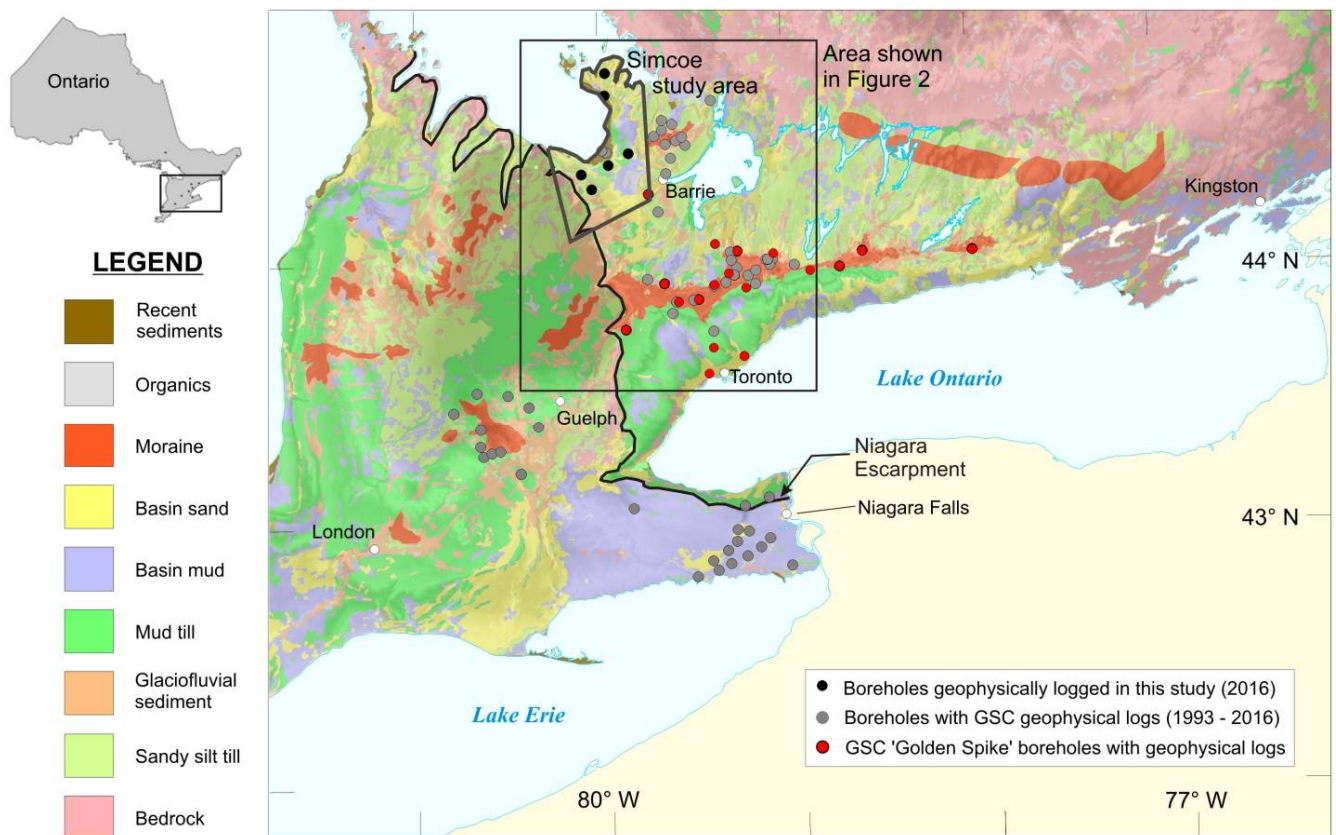 Ontario
LEGEND
Recent
sediments
Organics
Moraine
Basin sand
Basin mud
Mud till
Glaciofluvial
sediment
Sandy silt till
Bedrock
Simcoe
study area
Area shown
in Figure 2
Barrie
Kingston
44° N
Toronto
Lake Ontario
Guelph
Niagara
Escarpment
Niagara Falls
43° N
London
Lake Erie
Boreholes geophysically logged in this study (2016)
Boreholes with GSC geophysical logs (1993 - 2016)
GSC 'Golden Spike' boreholes with geophysical logs
80° W
77° W